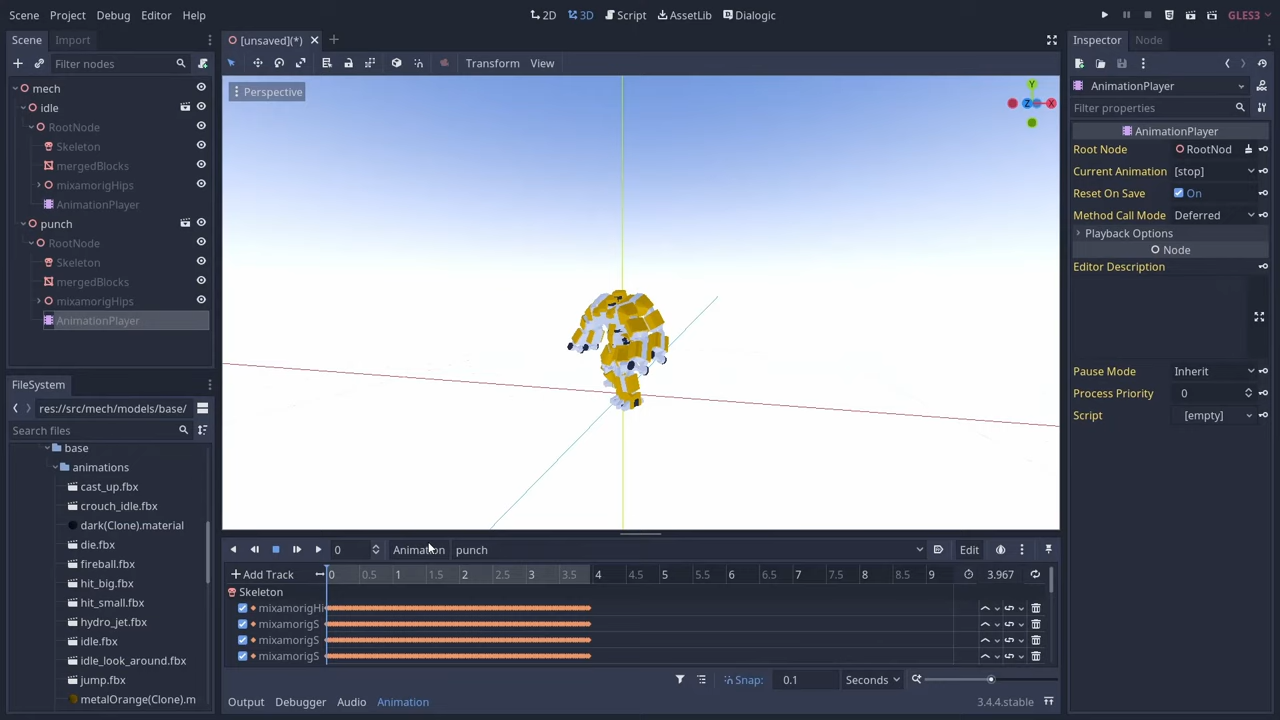 Scene Project Debug Editor Help 2D 3D Script AssetLib Dialogic GLES3
Scene Import
Filter nodes
mech
idle
RootNode
Skeleton
mergedBlocks
mixamorigHips
AnimationPlayer
punch
RootNode
Skeleton
mergedBlocks
mixamorigHips
AnimationPlayer
FileSystem
res://src/mech/models/base/
Search files
base
animations
cast_up.fbx
crouch_idle.fbx
dark(Clone).material
die.fbx
fireball.fbx
hit_big.fbx
hit_small.fbx
hydro_jet.fbx
idle.fbx
idle_look_around.fbx
jump.fbx
metalOrange(Clone).m
[unsaved](*)
Transform View
Perspective
Y
Z X
0 Animation punch Edit
Add Track 0 0.5 1 1.5 2 2.5 3 3.5 4 4.5 5 5.5 6 6.5 7 7.5 8 8.5 9 3.967
Skeleton
mixamorigHi
mixamorigS
mixamorigS
mixamorigS
Snap: 0.1 Seconds
Output Debugger Audio Animation 3.4.4.stable
Inspector Node
AnimationPlayer
Filter properties
AnimationPlayer
Root Node RootNod
Current Animation [stop]
Reset On Save On
Method Call Mode Deferred
Playback Options
Node
Editor Description
Pause Mode Inherit
Process Priority 0
Script [empty]